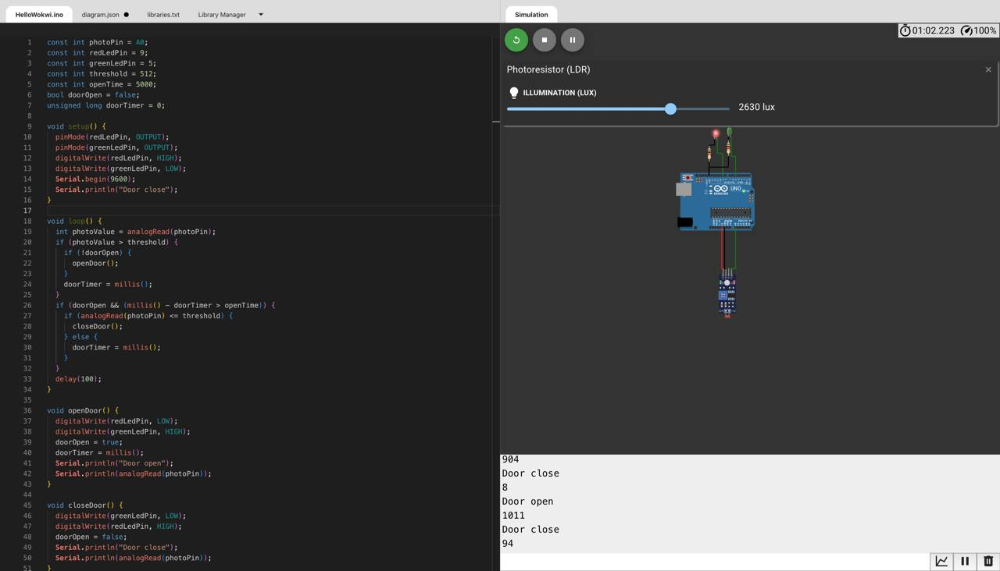 HelloWokwi.ino
diagram.json
libraries.txt
Library Manager
Simulation
01:02.223
100%
Photoresistor (LDR)
ILLUMINATION (LUX)
2630 lux
1 const int photoPin = A0;
2 const int redLedPin = 9;
3 const int greenLedPin = 5;
4 const int threshold = 512;
5 const int openTime = 5000;
6 bool doorOpen = false;
7 unsigned long doorTimer = 0;
8
9 void setup() {
10 pinMode(redLedPin, OUTPUT);
11 pinMode(greenLedPin, OUTPUT);
12 digitalWrite(redLedPin, HIGH);
13 digitalWrite(greenLedPin, LOW);
14 Serial.begin(9600);
15 Serial.println("Door close");
16 }
17
18 void loop() {
19 int photoValue = analogRead(photoPin);
20 if (photoValue > threshold) {
21 if (!doorOpen) {
22 openDoor();
23 }
24 doorTimer = millis();
25 }
26 if (doorOpen && (millis() - doorTimer > openTime)) {
27 if (analogRead(photoPin) <= threshold) {
28 closeDoor();
29 } else {
30 doorTimer = millis();
31 }
32 }
33 delay(100);
34 }
35
36 void openDoor() {
37 digitalWrite(redLedPin, LOW);
38 digitalWrite(greenLedPin, HIGH);
39 doorOpen = true;
40 doorTimer = millis();
41 Serial.println("Door open");
42 Serial.println(analogRead(photoPin));
43 }
44
45 void closeDoor() {
46 digitalWrite(greenLedPin, LOW);
47 digitalWrite(redLedPin, HIGH);
48 doorOpen = false;
49 Serial.println("Door close");
50 Serial.println(analogRead(photoPin));
51 }
UNO
ARDUINO
904
Door close
8
Door open
1011
Door close
94